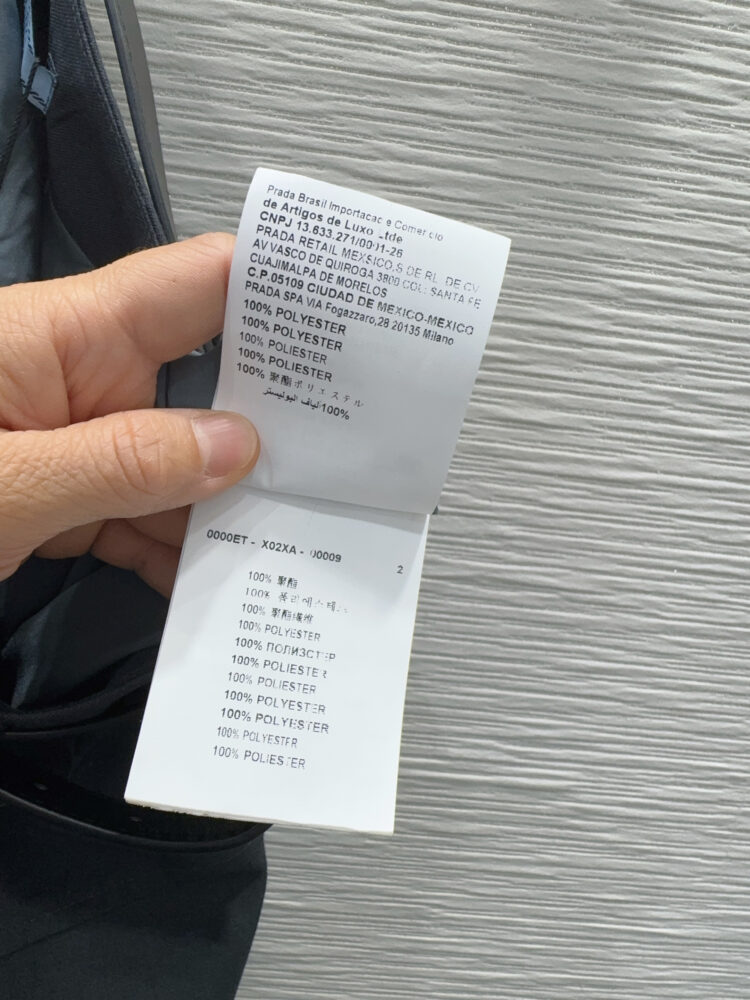 Prada Brasil Importacao e Comercio
de Artigos de Luxo Ltde
CNPJ 13.633.271/0001-26
PRADA RETAIL MEXSICO,S DE RL. DE CV
AV VASCO DE QUIROGA 3800 COL: SANTA FE
CUAJIMALPA DE MORELOS
C.P.05109 CIUDAD DE MEXICO-MEXICO
PRADA SPA VIA Fogazzaro,28 20135 Milano
100% POLYESTER
100% POLYESTER
100% POLIESTER
100% POLIESTER
100% 聚酯ポリエステル
100% الياف البوليستر
0000ET - X02XA - 00009
2
100% 聚酯
100% 폴리에스테르
100% 聚酯纖维
100% POLYESTER
100% ПОЛИЭСТЕР
100% POLIESTER
100% POLIESTER
100% POLYESTER
100% POLYESTER
100% POLYESTER
100% POLIESTER